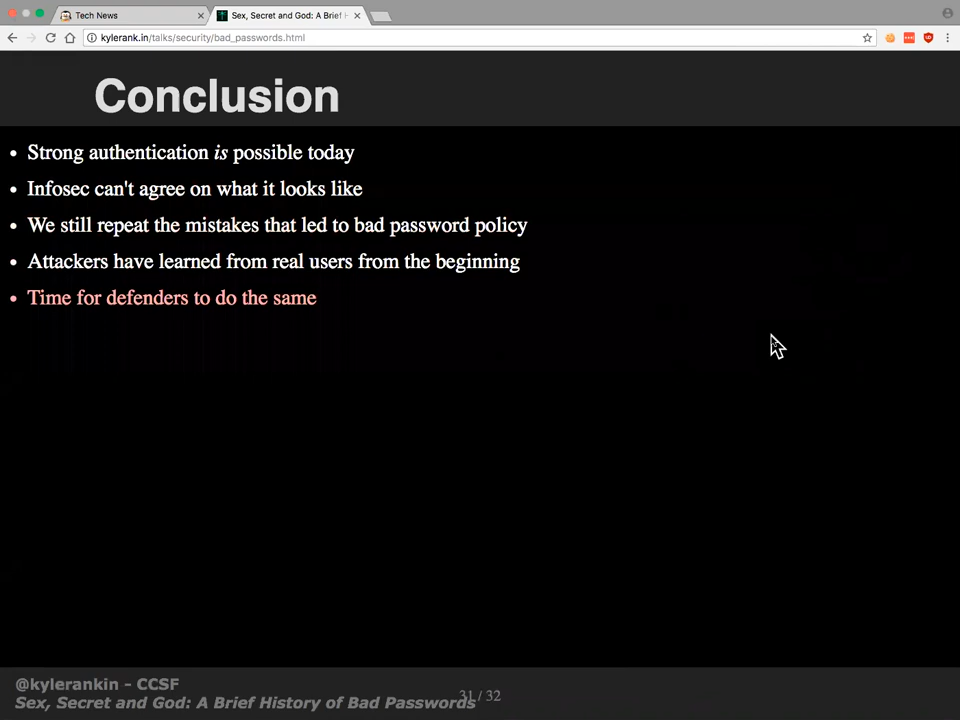 Tech News
Sex, Secret and God: A Brief H
kylerank.in/talks/security/bad_passwords.html
Conclusion
Strong authentication is possible today
Infosec can't agree on what it looks like
We still repeat the mistakes that led to bad password policy
Attackers have learned from real users from the beginning
Time for defenders to do the same
@kylerankin – CCSF
Sex, Secret and God: A Brief History of Bad Passwords
31 / 32